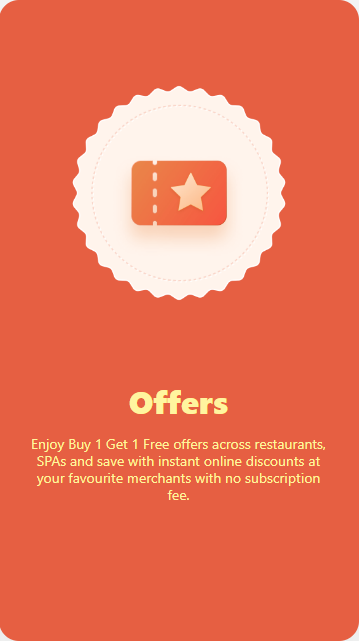 Offers
Enjoy Buy 1 Get 1 Free offers across restaurants,
SPAs and save with instant online discounts at
your favourite merchants with no subscription
fee.